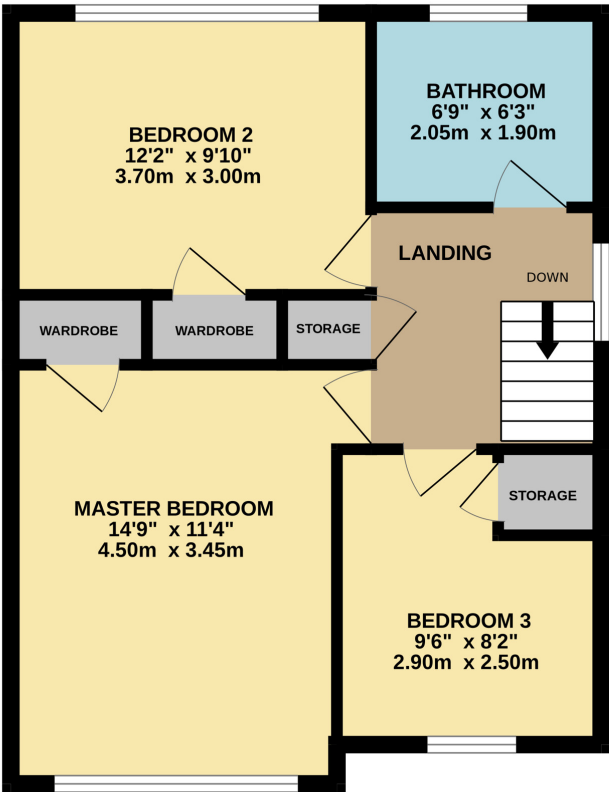 BEDROOM 2
12'2" x 9'10"
3.70m x 3.00m
BATHROOM
6'9" x 6'3"
2.05m x 1.90m
LANDING
DOWN
WARDROBE
WARDROBE
STORAGE
MASTER BEDROOM
14'9" x 11'4"
4.50m x 3.45m
STORAGE
BEDROOM 3
9'6" x 8'2"
2.90m x 2.50m